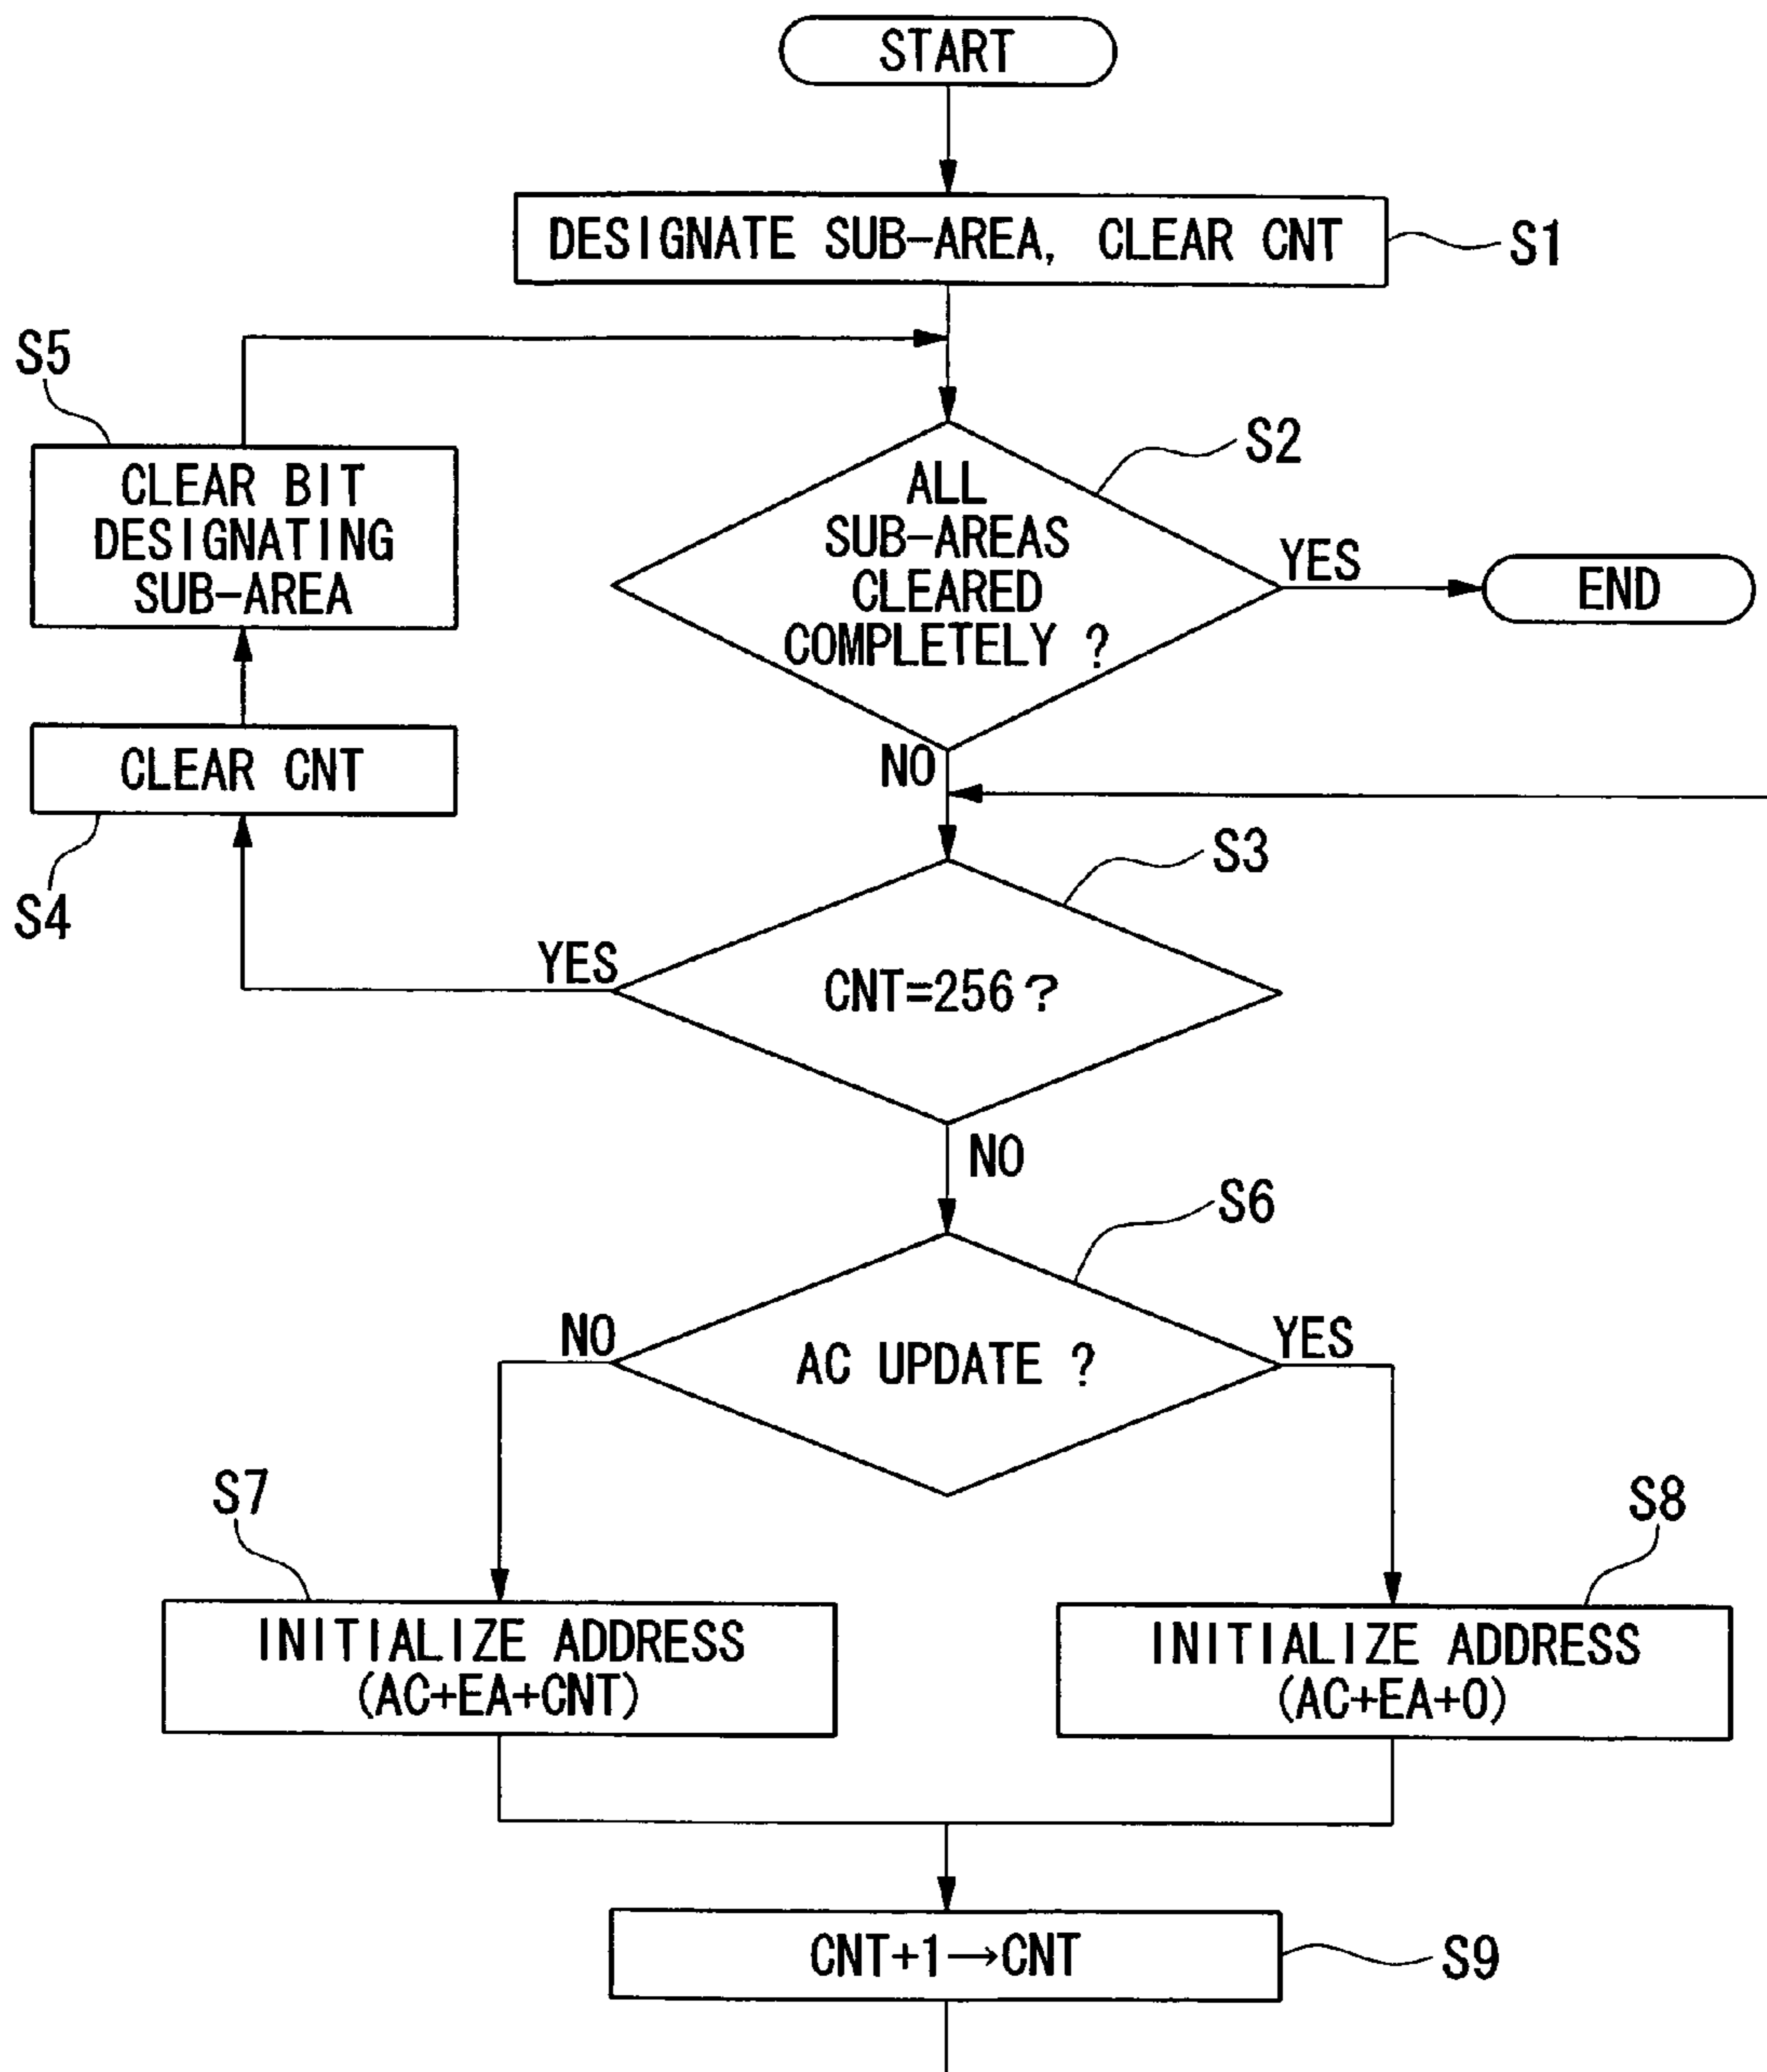 START
DESIGNATE SUB-AREA, CLEAR CNT
S1
S5
CLEAR BIT
DESIGNATING
SUB-AREA
S2
ALL
SUB-AREAS
CLEARED
COMPLETELY ?
YES
END
NO
CLEAR CNT
S4
S3
YES
CNT=256?
NO
S6
NO
AC UPDATE ?
YES
S7
INITIALIZE ADDRESS
(AC+EA+CNT)
S8
INITIALIZE ADDRESS
(AC+EA+0)
CNT+1→CNT
S9